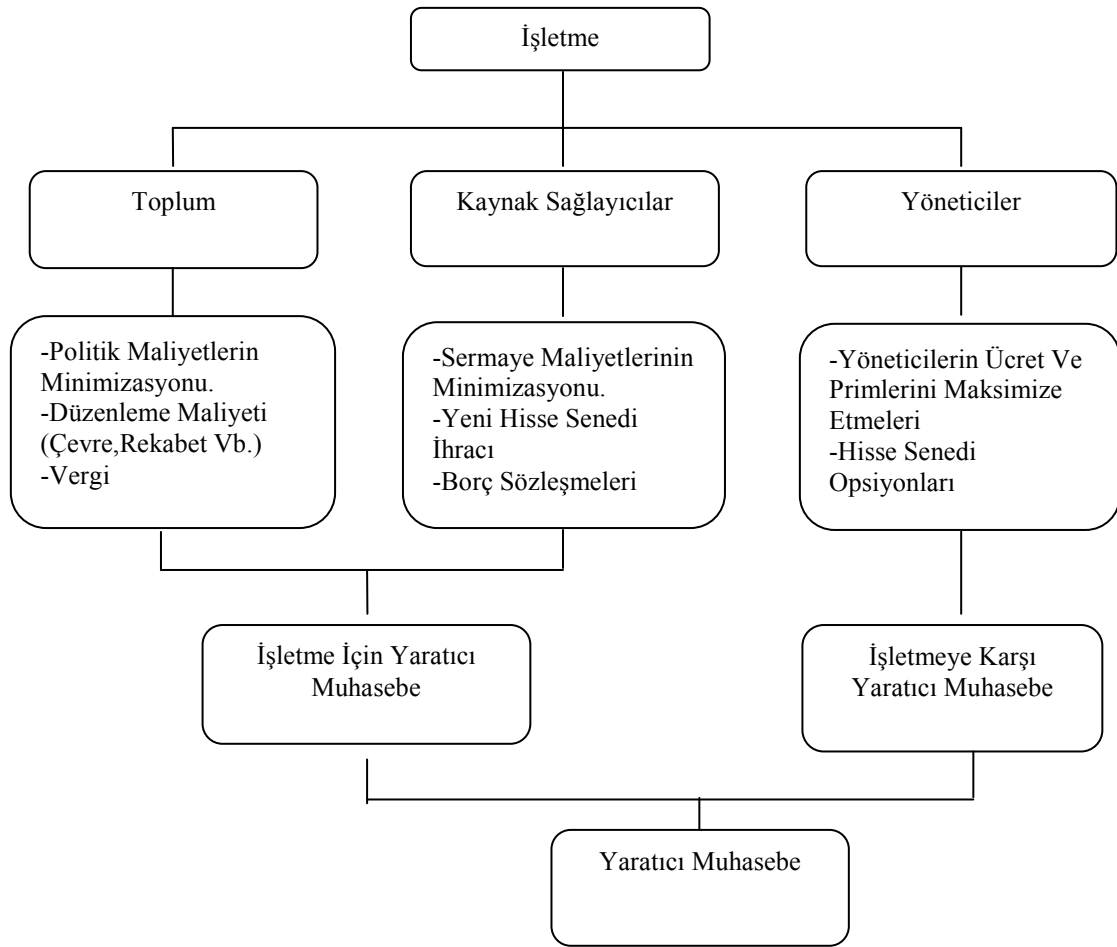 İşletme
Toplum
Kaynak Sağlayıcılar
Yöneticiler
-Politik Maliyetlerin
Minimizasyonu.
-Düzenleme Maliyeti
(Çevre,Rekabet Vb.)
-Vergi
-Sermaye Maliyetlerinin
Minimizasyonu.
-Yeni Hisse Senedi
İhracı
-Borç Sözleşmeleri
-Yöneticilerin Ücret Ve
Primlerini Maksimize
Etmeleri
-Hisse Senedi
Opsiyonları
İşletme İçin Yaratıcı
Muhasebe
İşletmeye Karşı
Yaratıcı Muhasebe
Yaratıcı Muhasebe